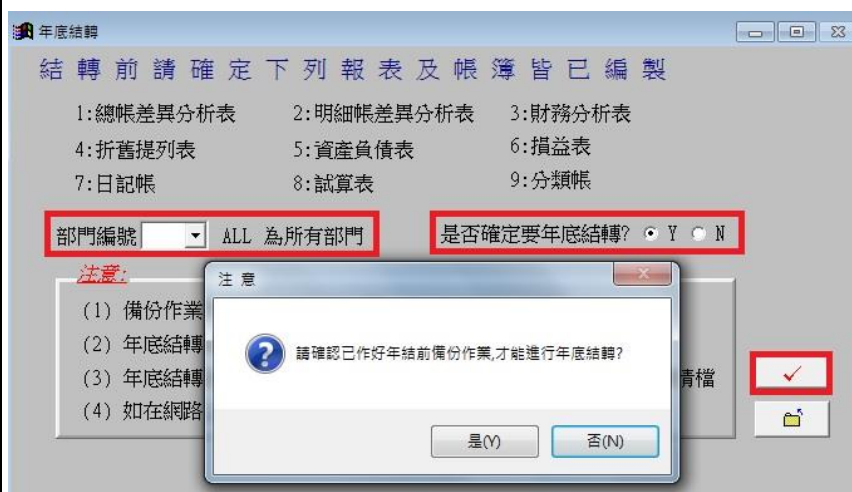 年底結轉
結轉前請確定下列報表及帳簿皆已編製
1:總帳差異分析表 2:明細帳差異分析表 3:財務分析表
4:折舊提列表 5:資產負債表 6:損益表
7:日記帳 8:試算表 9:分類帳
部門編號 ALL 為所有部門 是否確定要年底結轉? Y N
注意:
(1) 備份作業
(2) 年底結轉
(3) 年底結轉
(4) 如在網路
注 意
請確認已作好年結前備份作業,才能進行年底結轉?
是(Y) 否(N)
情檔